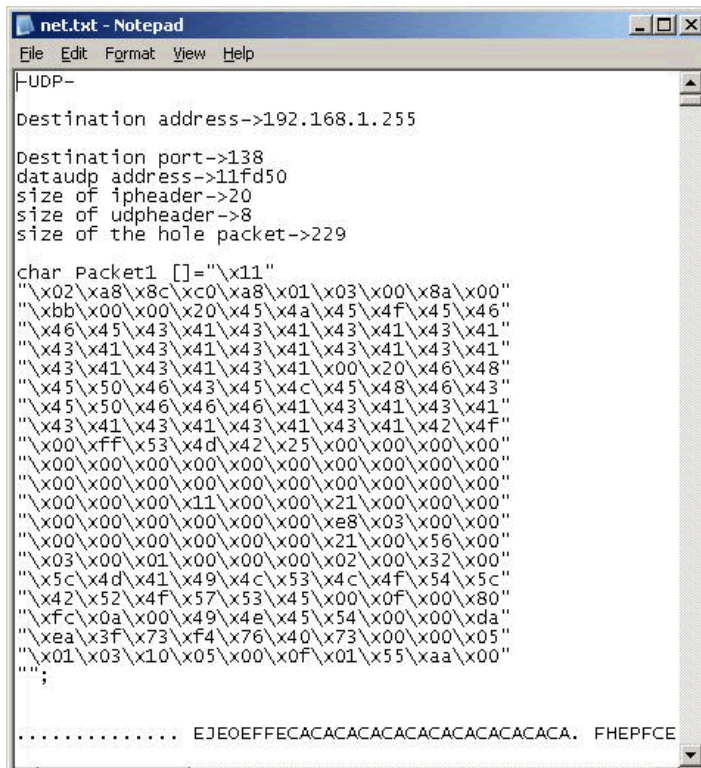 net.txt - Notepad
File Edit Format View Help
-UDP-
Destination address->192.168.1.255
Destination port->138
dataudp address->11fd50
size of ipheader->20
size of udpheader->8
size of the hole packet->229
char Packet1 []="\x11"
"\x02\xa8\x8c\xc0\xa8\x01\x03\x00\x8a\x00"
"\xbb\x00\x00\x20\x45\x4a\x45\x4f\x45\x46"
"\x46\x45\x43\x41\x43\x41\x43\x41\x43\x41"
"\x43\x41\x43\x41\x43\x41\x43\x41\x43\x41"
"\x43\x41\x43\x41\x43\x41\x00\x20\x46\x48"
"\x45\x50\x46\x43\x45\x4c\x45\x48\x46\x43"
"\x45\x50\x46\x46\x46\x41\x43\x41\x43\x41"
"\x43\x41\x43\x41\x43\x41\x43\x41\x42\x4f"
"\x00\xff\x53\x4d\x42\x25\x00\x00\x00\x00"
"\x00\x00\x00\x00\x00\x00\x00\x00\x00\x00"
"\x00\x00\x00\x00\x00\x00\x00\x00\x00\x00"
"\x00\x00\x00\x11\x00\x00\x21\x00\x00\x00"
"\x00\x00\x00\x00\x00\x00\xe8\x03\x00\x00"
"\x00\x00\x00\x00\x00\x00\x21\x00\x56\x00"
"\x03\x00\x01\x00\x00\x00\x02\x00\x32\x00"
"\x5c\x4d\x41\x49\x4c\x53\x4c\x4f\x54\x5c"
"\x42\x52\x4f\x57\x53\x45\x00\x0f\x00\x80"
"\xfc\x0a\x00\x49\x4e\x45\x54\x00\x00\xda"
"\xea\x3f\x73\xf4\x76\x40\x73\x00\x00\x05"
"\x01\x03\x10\x05\x00\x0f\x01\x55\xaa\x00"
"";
.............. EJEOEFFECACACACACACACACACACACACA. FHEPFCE